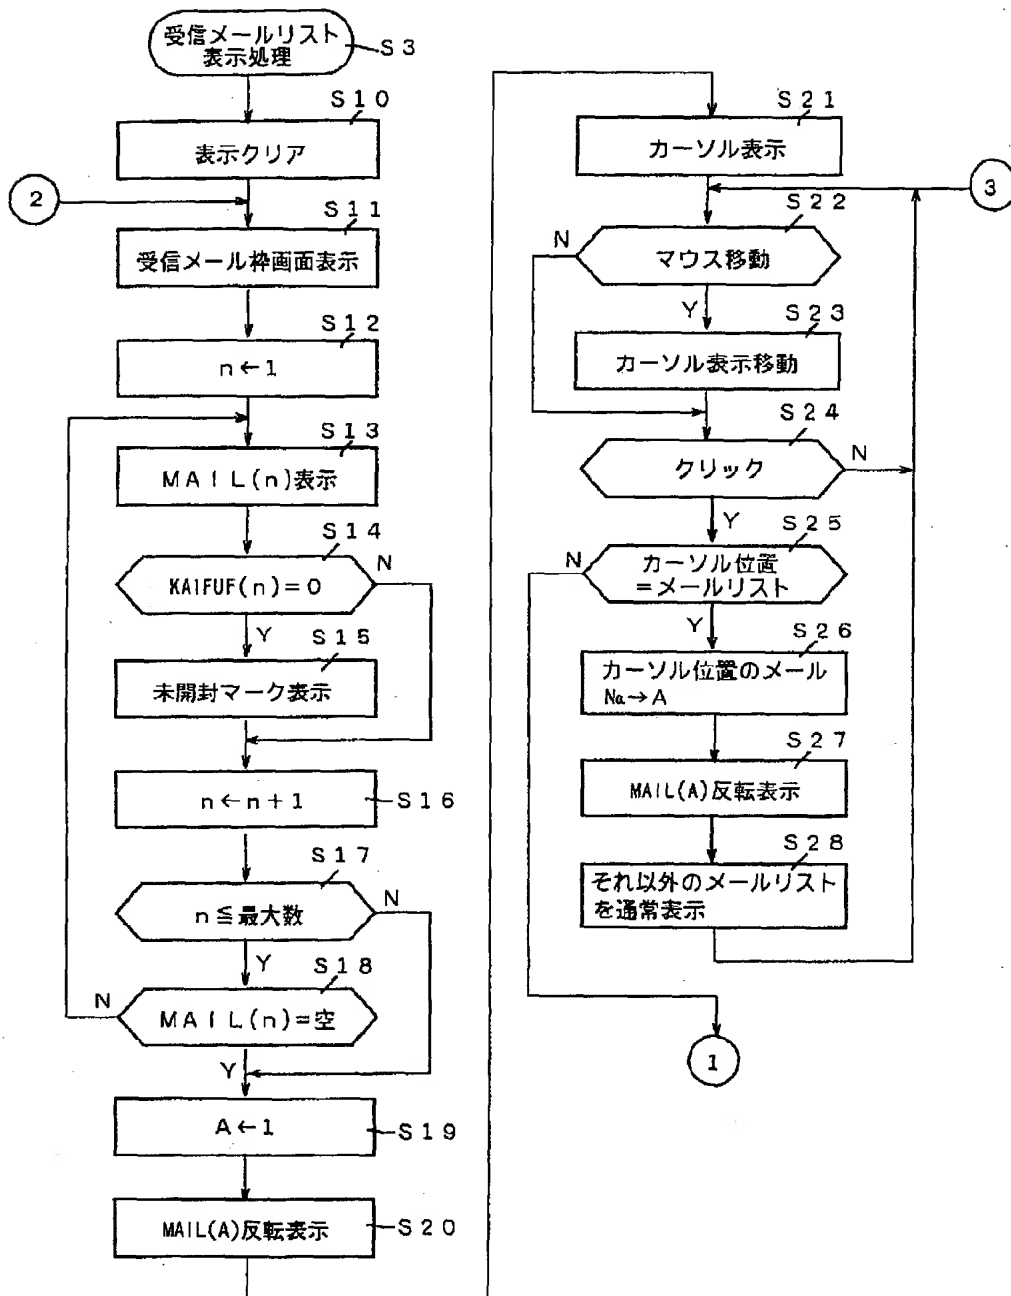 受信メールリスト
表示処理
S3
S10
表示クリア
2
S11
受信メール枠画面表示
S12
n←1
S13
MAIL(n)表示
S14
KAIFUF(n)=0
N
Y
S15
未開封マーク表示
n←n+1
S16
S17
n≦最大数
N
Y
S18
N
MAIL(n)=空
Y
A←1
S19
MAIL(A)反転表示
S20
S21
カーソル表示
3
S22
N
マウス移動
Y
S23
カーソル表示移動
S24
クリック
N
Y
S25
N
カーソル位置
=メールリスト
Y
S26
カーソル位置のメール
№→A
S27
MAIL(A)反転表示
S28
それ以外のメールリスト
を通常表示
1